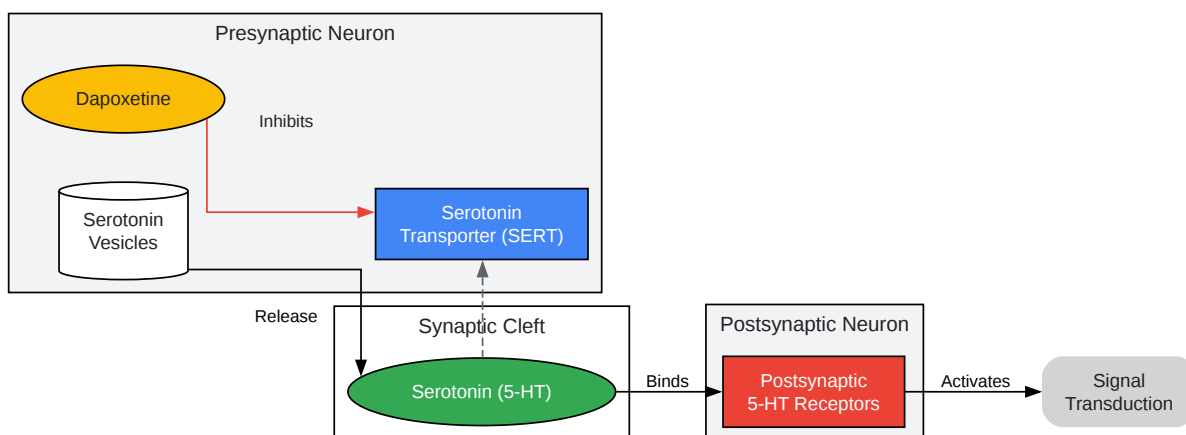 Presynaptic Neuron
Dapoxetine
Inhibits
Serotonin
Vesicles
Serotonin
Transporter (SERT)
Release
Synaptic Cleft
Serotonin (5-HT)
Binds
Postsynaptic Neuron
Postsynaptic
5-HT Receptors
Activates
Signal
Transduction